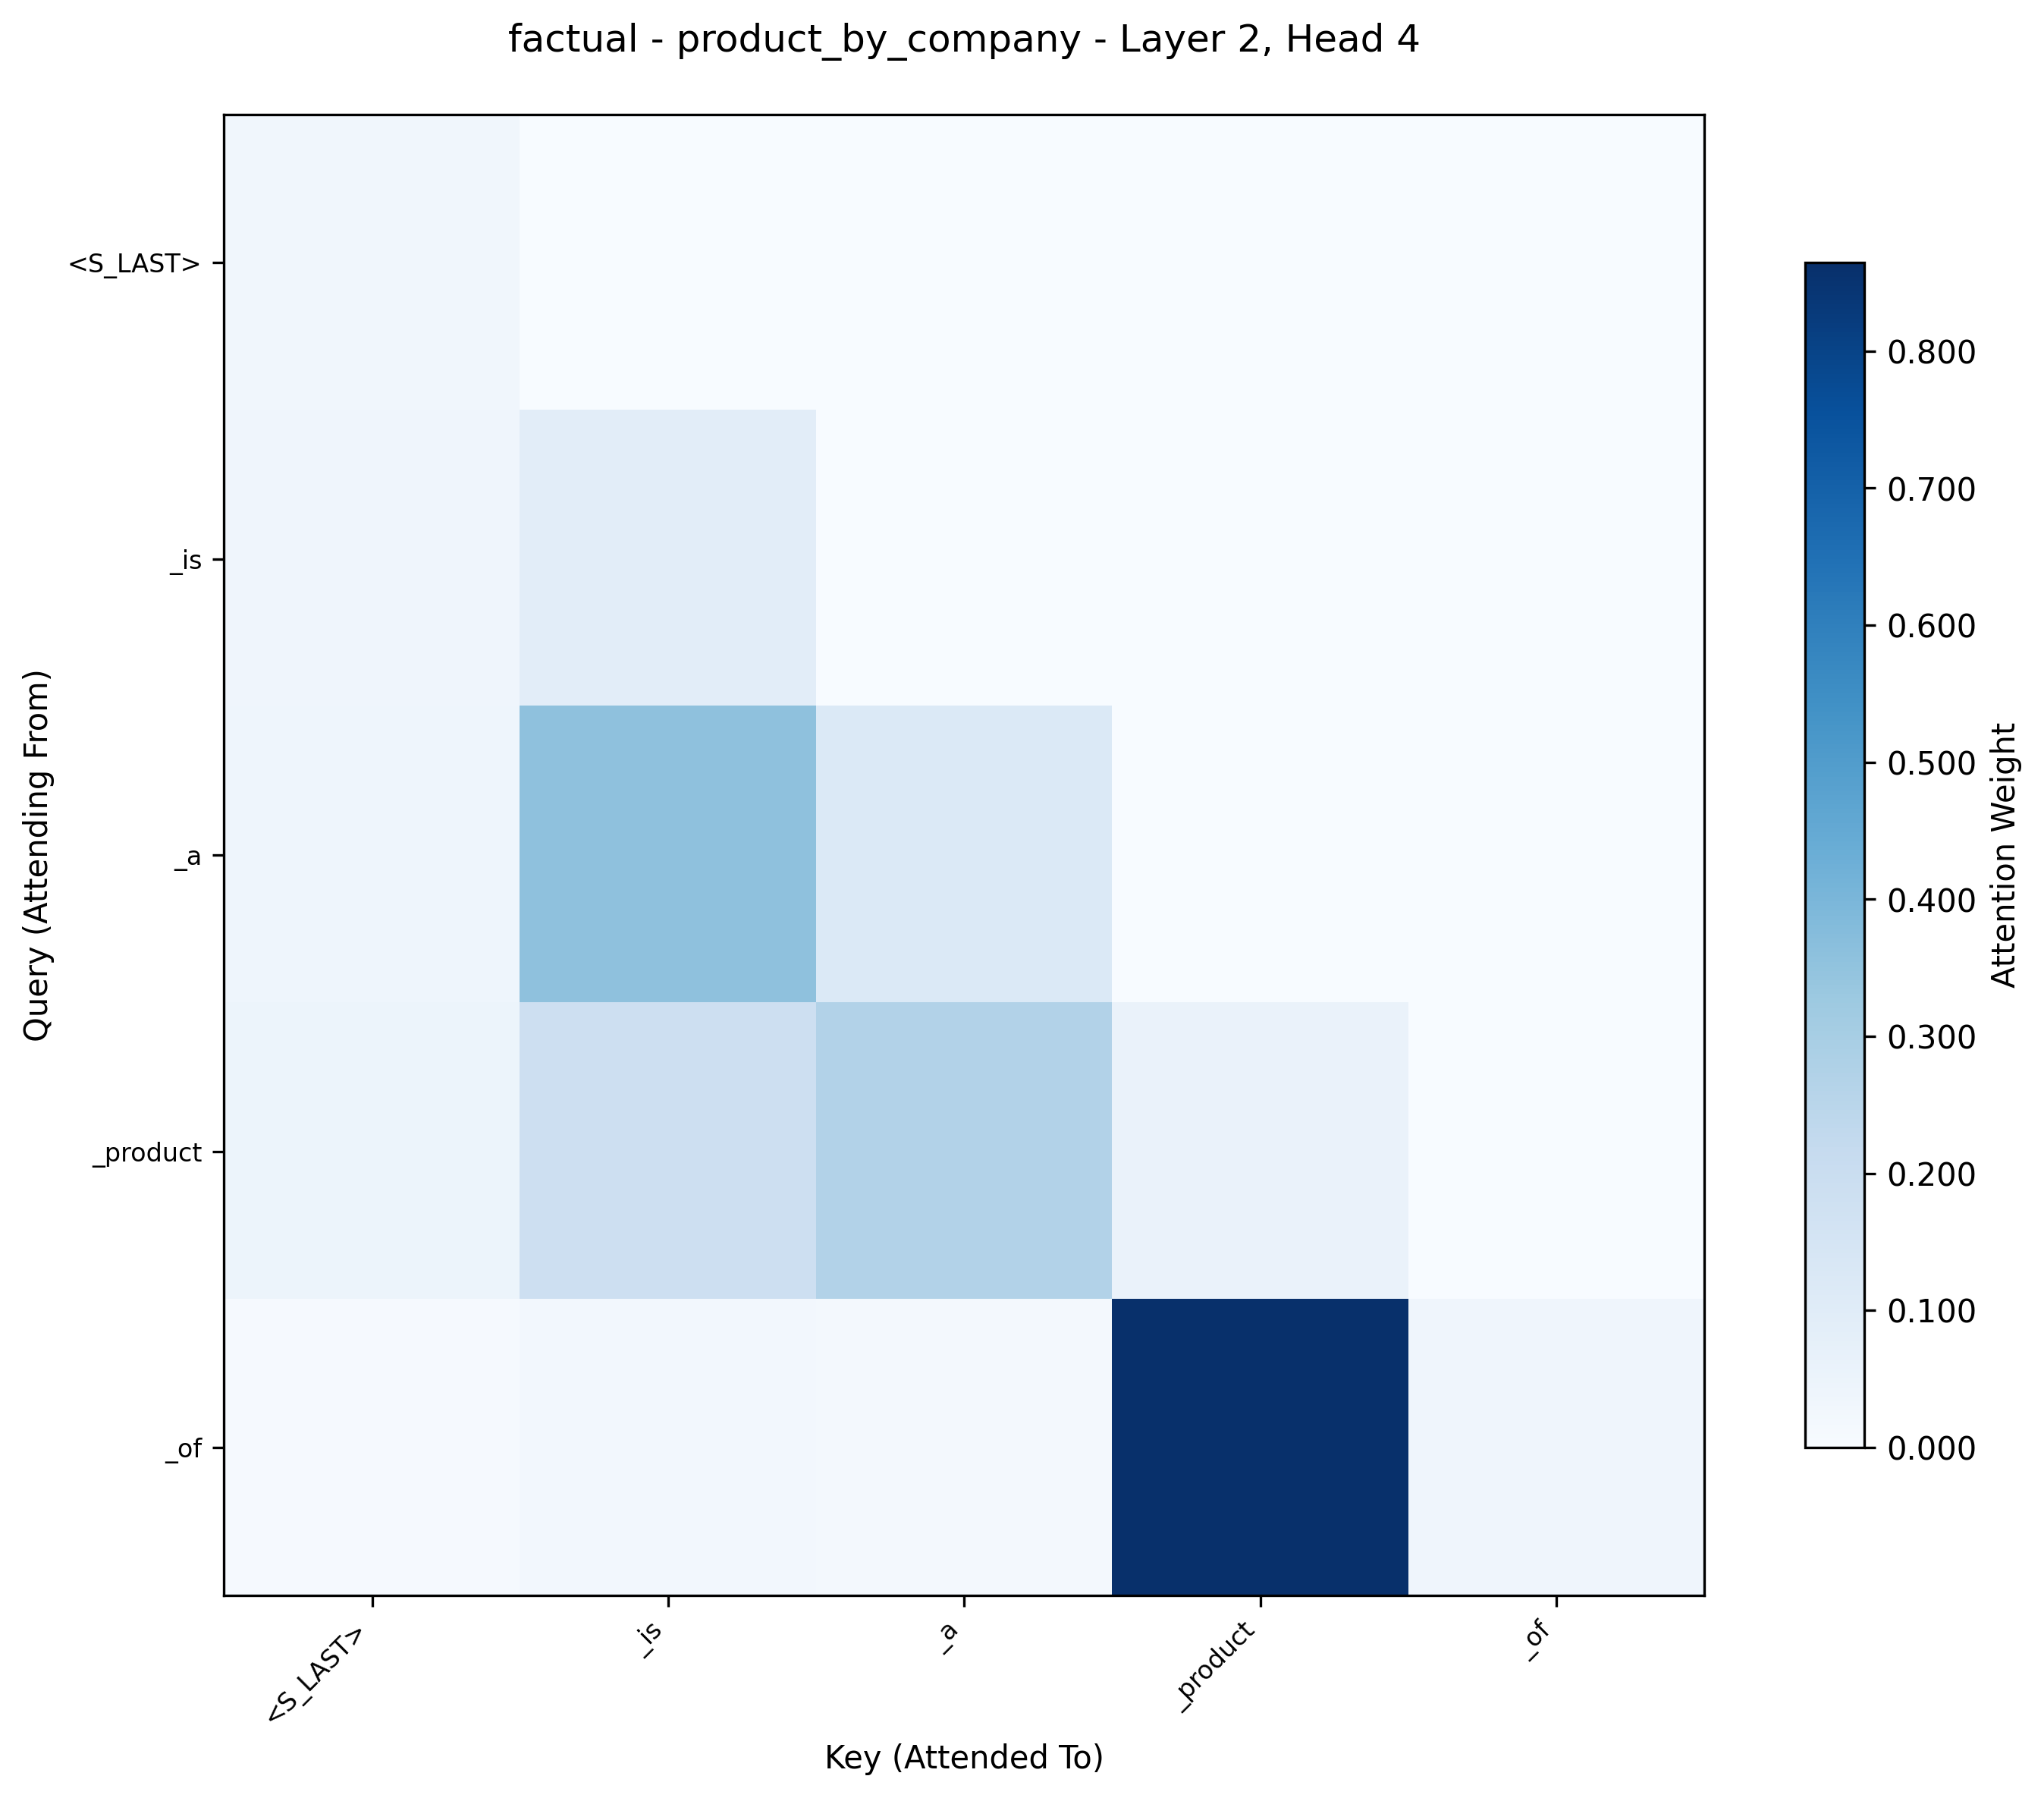 factual - product_by_company - Layer 2, Head 4
Query (Attending From)
<S_LAST>
_is
_a
_product
_of
<S_LAST>
_is
_a
_product
_of
Key (Attended To)
0.800
0.700
0.600
0.500
0.400
0.300
0.200
0.100
0.000
Attention Weight